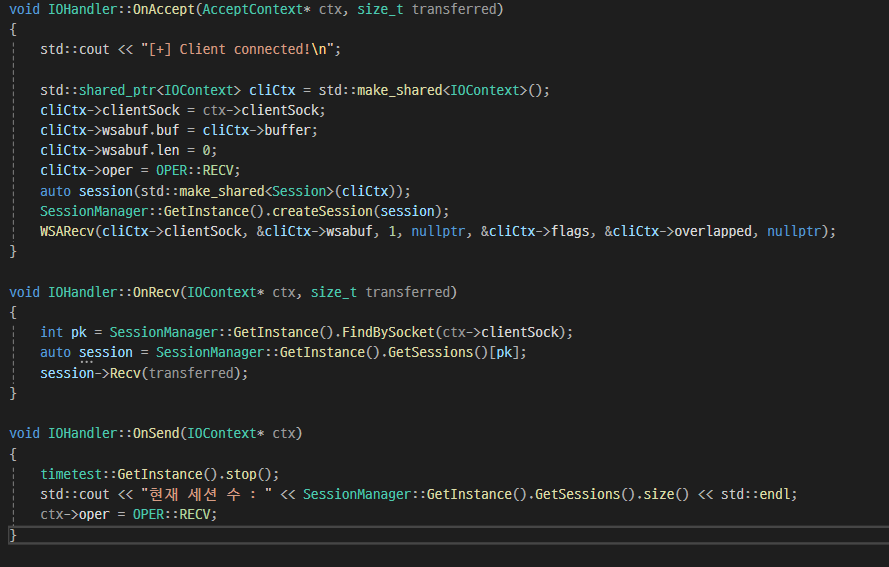 void IOHandler::OnAccept(AcceptContext* ctx, size_t transferred)
{
std::cout << "[+] Client connected!\n";
std::shared_ptr<IOContext> cliCtx = std::make_shared<IOContext>();
cliCtx->clientSock = ctx->clientSock;
cliCtx->wsabuf.buf = cliCtx->buffer;
cliCtx->wsabuf.len = 0;
cliCtx->oper = OPER::RECV;
auto session(std::make_shared<Session>(cliCtx));
SessionManager::GetInstance().createSession(session);
WSARecv(cliCtx->clientSock, &cliCtx->wsabuf, 1, nullptr, &cliCtx->flags, &cliCtx->overlapped, nullptr);
}
void IOHandler::OnRecv(IOContext* ctx, size_t transferred)
{
int pk = SessionManager::GetInstance().FindBySocket(ctx->clientSock);
auto session = SessionManager::GetInstance().GetSessions()[pk];
session->Recv(transferred);
}
void IOHandler::OnSend(IOContext* ctx)
{
timetest::GetInstance().stop();
std::cout << "현재 세션 수 : " << SessionManager::GetInstance().GetSessions().size() << std::endl;
ctx->oper = OPER::RECV;
}